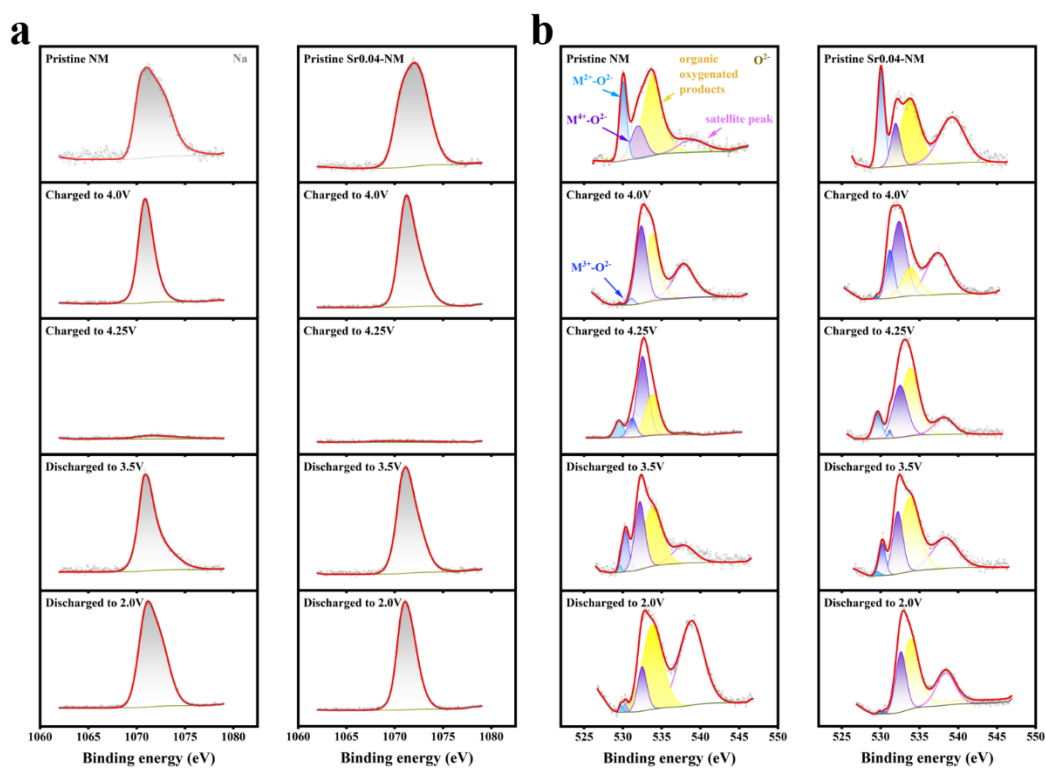 a
Pristine NM
Na
Charged to 4.0V
Charged to 4.25V
Discharged to 3.5V
Discharged to 2.0V
1060 1065 1070 1075 1080
Binding energy (eV)
Pristine Sr0.04-NM
Charged to 4.0V
Charged to 4.25V
Discharged to 3.5V
Discharged to 2.0V
1060 1065 1070 1075 1080
Binding energy (eV)
b
Pristine NM
O²⁻
organic
oxygenated
products
M²⁺-O²⁻
M⁴⁺-O²⁻
satellite peak
Charged to 4.0V
M³⁺-O²⁻
Charged to 4.25V
Discharged to 3.5V
Discharged to 2.0V
525 530 535 540 545 550
Binding energy (eV)
Pristine Sr0.04-NM
Charged to 4.0V
Charged to 4.25V
Discharged to 3.5V
Discharged to 2.0V
525 530 535 540 545 550
Binding energy (eV)